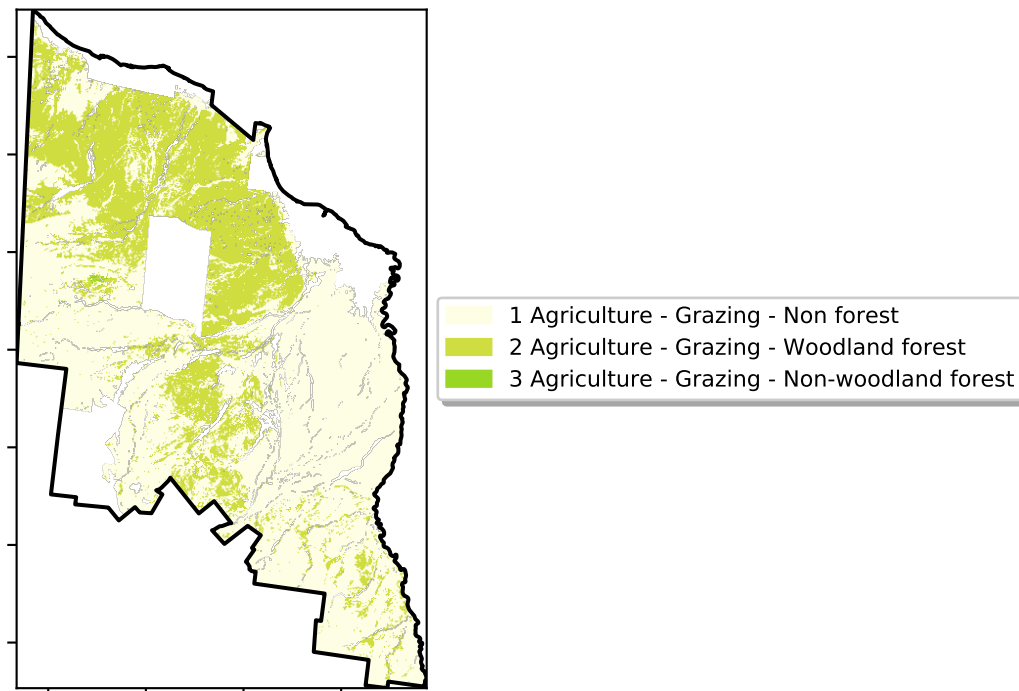 1 Agriculture - Grazing - Non forest
2 Agriculture - Grazing - Woodland forest
3 Agriculture - Grazing - Non-woodland forest